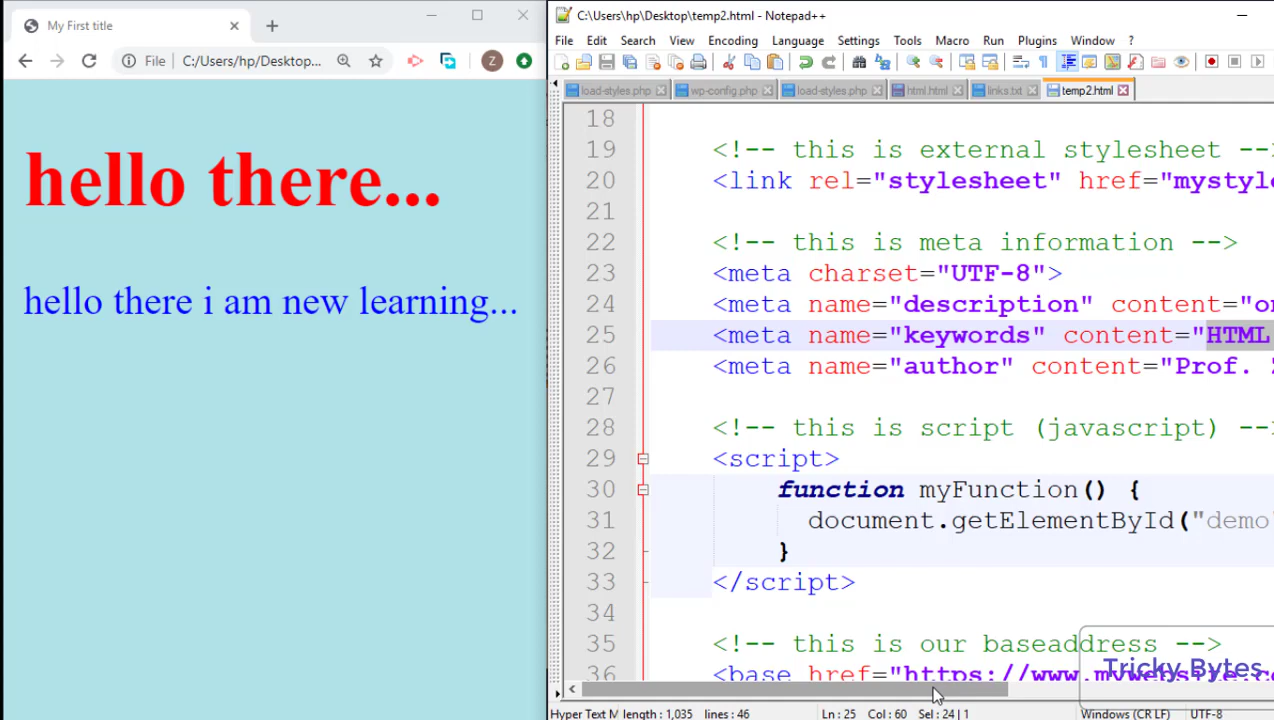 My First title
File C:/Users/hp/Desktop...
Z
hello there...
hello there i am new learning...
C:\Users\hp\Desktop\temp2.html - Notepad++
File Edit Search View Encoding Language Settings Tools Macro Run Plugins Window ?
load-styles.php wp-config.php load-styles.php html.html links.txt temp2.html
18
19 <!-- this is external stylesheet --
20 <link rel="stylesheet" href="mystyl
21
22 <!-- this is meta information -->
23 <meta charset="UTF-8">
24 <meta name="description" content="o
25 <meta name="keywords" content="HTML
26 <meta name="author" content="Prof.
27
28 <!-- this is script (javascript) --
29 <script>
30 function myFunction() {
31 document.getElementById("demo
32 }
33 </script>
34
35 <!-- this is our baseaddress -->
36 <base href="https://www.mywebsite.c
Tricky Bytes
Hyper Text M length : 1,035 lines : 46 Ln : 25 Col : 60 Sel : 24 | 1 Windows (CR LF) UTF-8